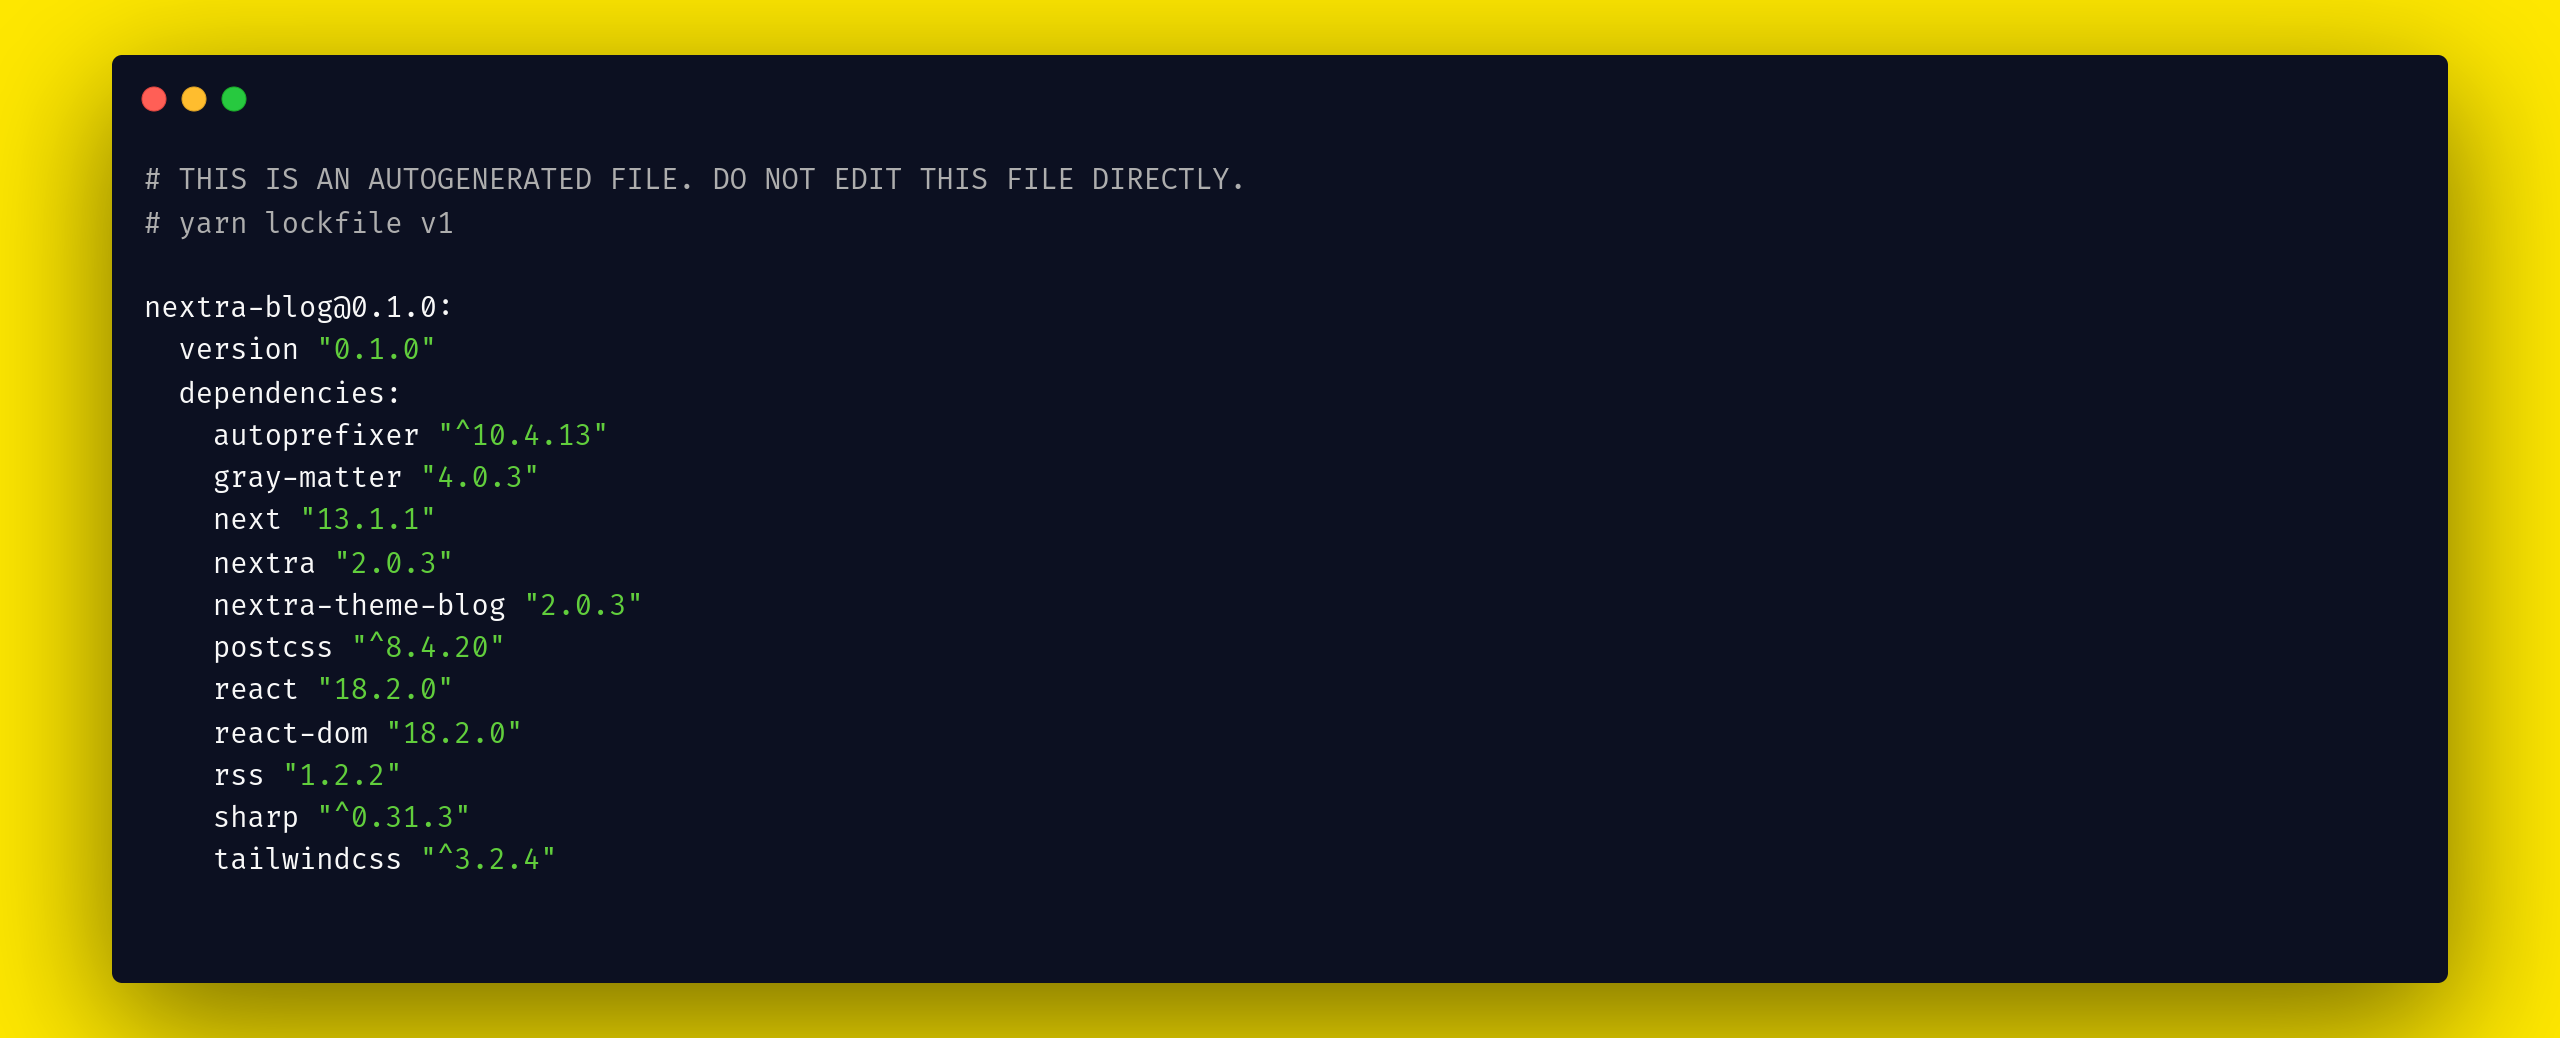 # THIS IS AN AUTOGENERATED FILE. DO NOT EDIT THIS FILE DIRECTLY.
# yarn lockfile v1

nextra-blog@0.1.0:
  version "0.1.0"
  dependencies:
    autoprefixer "^10.4.13"
    gray-matter "4.0.3"
    next "13.1.1"
    nextra "2.0.3"
    nextra-theme-blog "2.0.3"
    postcss "^8.4.20"
    react "18.2.0"
    react-dom "18.2.0"
    rss "1.2.2"
    sharp "^0.31.3"
    tailwindcss "^3.2.4"